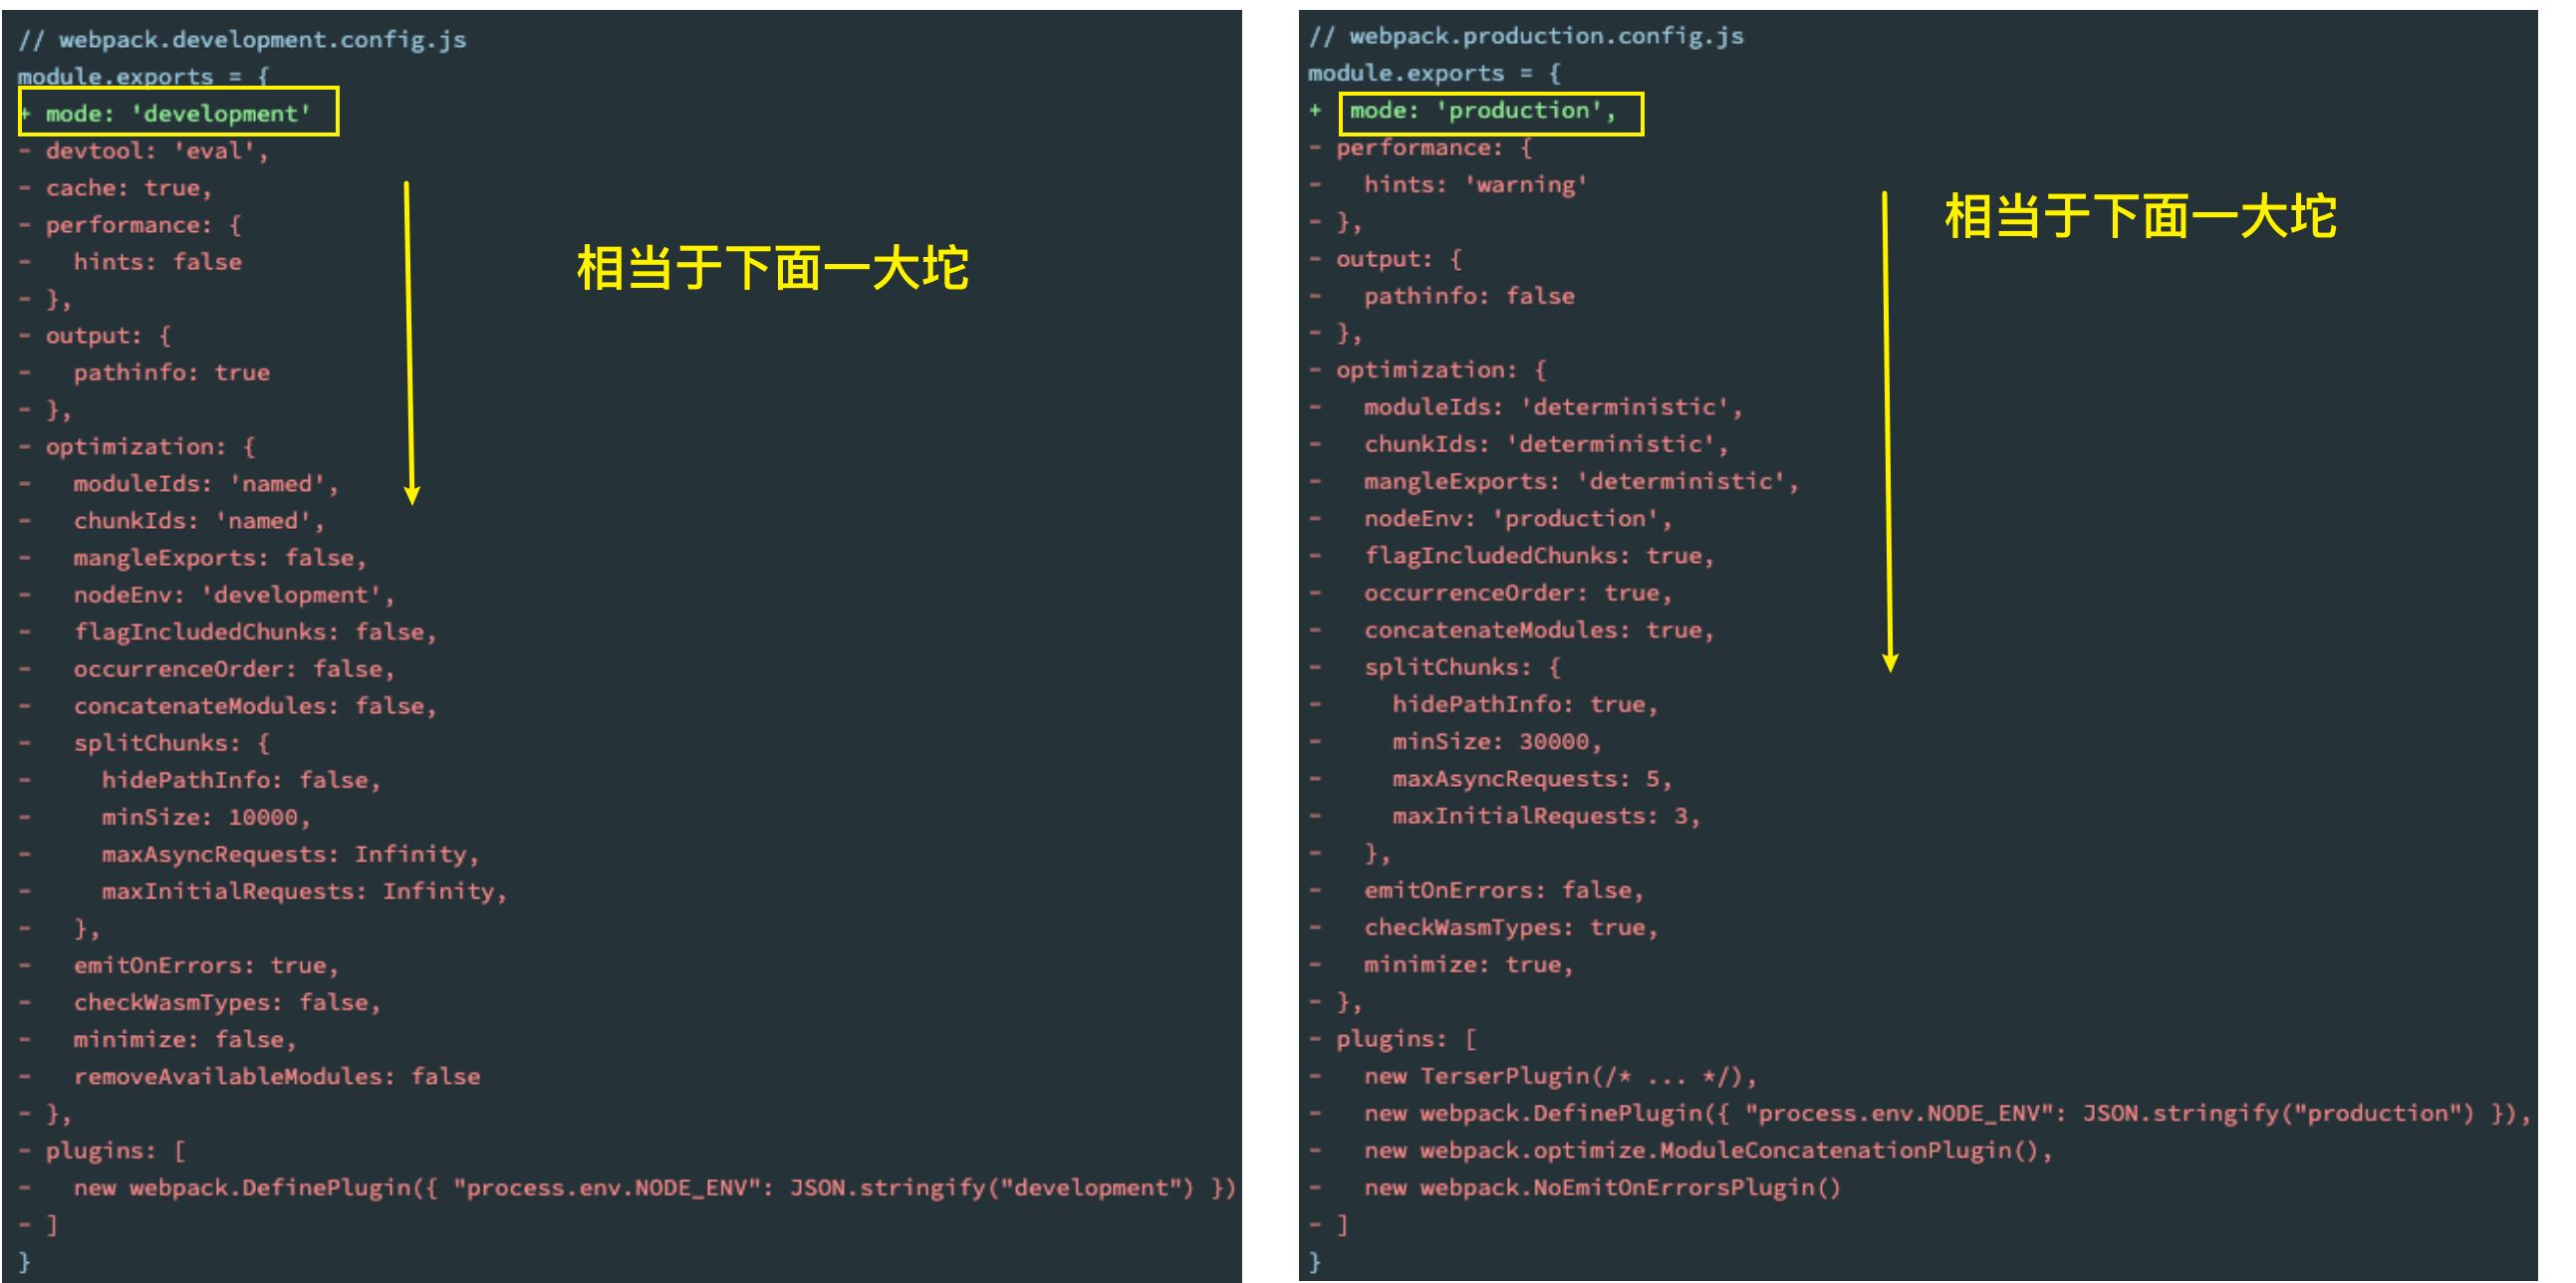 // webpack.development.config.js
module.exports = {
+ mode: 'development'
- devtool: 'eval',
- cache: true,
- performance: {
-   hints: false
- },
- output: {
-   pathinfo: true
- },
- optimization: {
-   moduleIds: 'named',
-   chunkIds: 'named',
-   mangleExports: false,
-   nodeEnv: 'development',
-   flagIncludedChunks: false,
-   occurrenceOrder: false,
-   concatenateModules: false,
-   splitChunks: {
-     hidePathInfo: false,
-     minSize: 10000,
-     maxAsyncRequests: Infinity,
-     maxInitialRequests: Infinity,
-   },
-   emitOnErrors: true,
-   checkWasmTypes: false,
-   minimize: false,
-   removeAvailableModules: false
- },
- plugins: [
-   new webpack.DefinePlugin({ "process.env.NODE_ENV": JSON.stringify("development") })
- ]
}
相当于下面一大坨
// webpack.production.config.js
module.exports = {
+  mode: 'production',
- performance: {
-   hints: 'warning'
- },
- output: {
-   pathinfo: false
- },
- optimization: {
-   moduleIds: 'deterministic',
-   chunkIds: 'deterministic',
-   mangleExports: 'deterministic',
-   nodeEnv: 'production',
-   flagIncludedChunks: true,
-   occurrenceOrder: true,
-   concatenateModules: true,
-   splitChunks: {
-     hidePathInfo: true,
-     minSize: 30000,
-     maxAsyncRequests: 5,
-     maxInitialRequests: 3,
-   },
-   emitOnErrors: false,
-   checkWasmTypes: true,
-   minimize: true,
- },
- plugins: [
-   new TerserPlugin(/* ... */),
-   new webpack.DefinePlugin({ "process.env.NODE_ENV": JSON.stringify("production") }),
-   new webpack.optimize.ModuleConcatenationPlugin(),
-   new webpack.NoEmitOnErrorsPlugin()
- ]
}
相当于下面一大坨